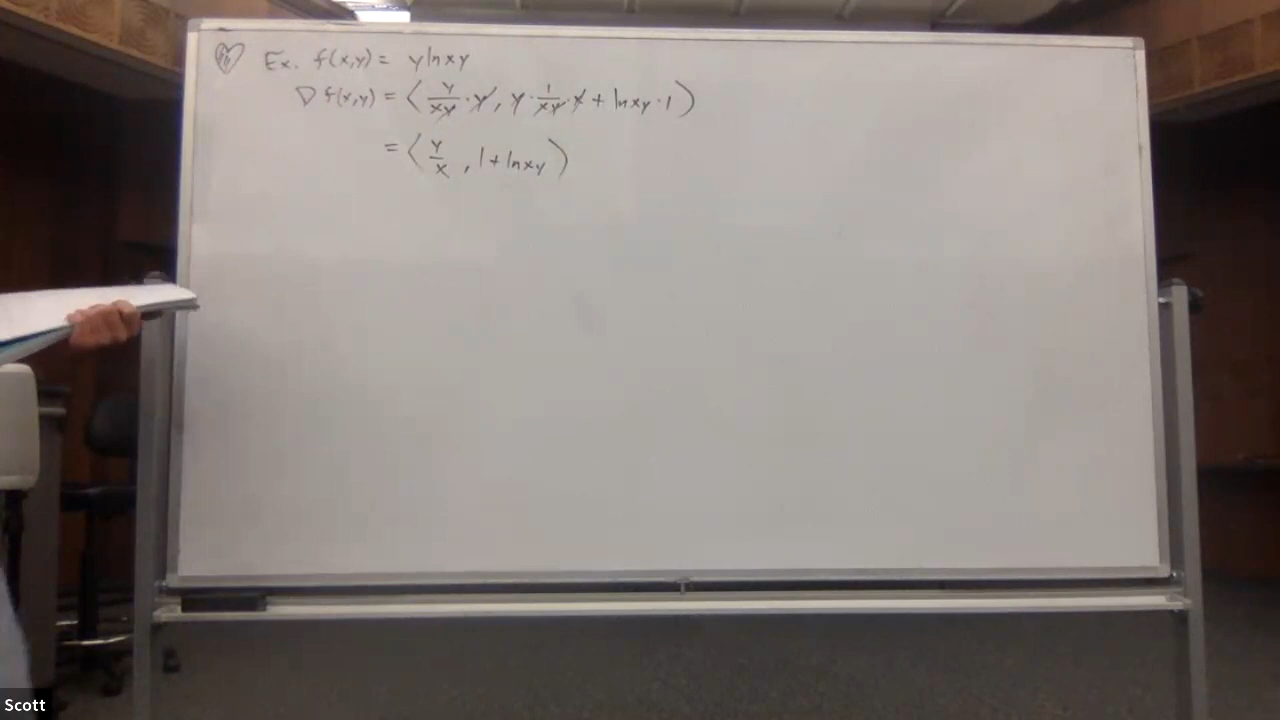 Ex. f(x,y) = y ln xy
∇f(x,y) = ⟨ y/xy · y, y · 1/xy · x + ln xy · 1 ⟩
= ⟨ y/x, 1 + ln xy ⟩
Scott